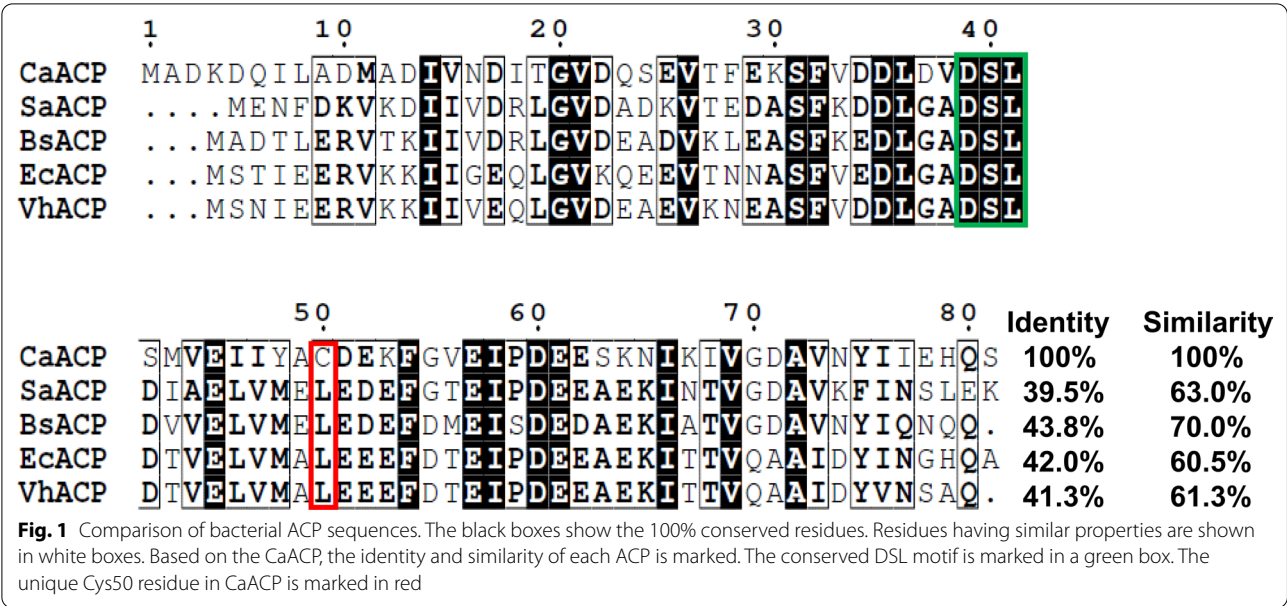 1 10 20 30 40
CaACP MADKDQILADMADIVNDITGVDQSEVTFEKSFVDDLDVDSL
SaACP ....MENFDKVKDIIVDRLGVDADKVTEDASFKDDLGADSL
BsACP ...MADTLERVTKIIVDRLGVDEADVKLEASFKEDLGADSL
EcACP ...MSTIEERVKKIIGEQLGVKQEEVTNNASFVEDLGADSL
VhACP ...MSNIEERVKKIIVEQLGVDEAEVKNEASFVDDLGADSL
50 60 70 80 Identity Similarity
CaACP SMVEIIYACDEKFGVEIPDEESKNIKIVGDAVNYIIEHQS 100% 100%
SaACP DIAELVMELEDEFGTEIPDEEAEKINTVGDAVKFINSLEK 39.5% 63.0%
BsACP DVVELVMELEDEFDMEISDEDAEKIATVGDAVNYIQNQQ. 43.8% 70.0%
EcACP DTVELVMALEEEFDTEIPDEEAEKITTVQAAIDYINGHQA 42.0% 60.5%
VhACP DTVELVMALEEEFDTEIPDEEAEKITTVQAAIDYVNSAQ. 41.3% 61.3%
Fig. 1 Comparison of bacterial ACP sequences. The black boxes show the 100% conserved residues. Residues having similar properties are shown
in white boxes. Based on the CaACP, the identity and similarity of each ACP is marked. The conserved DSL motif is marked in a green box. The
unique Cys50 residue in CaACP is marked in red